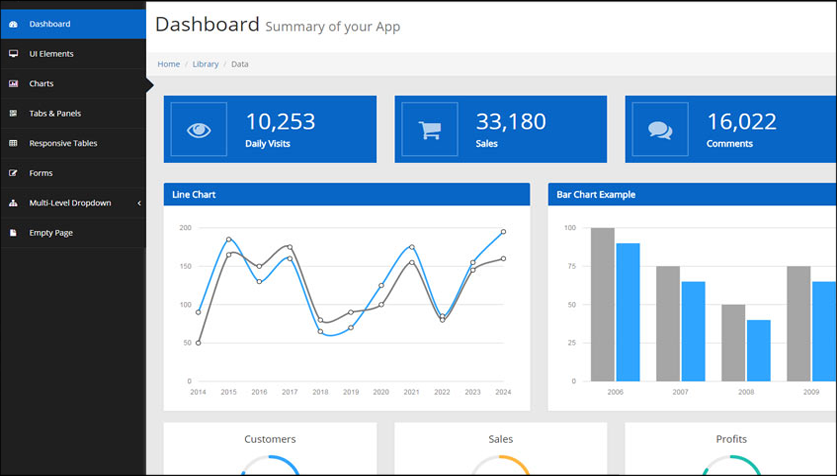 Dashboard
UI Elements
Charts
Tabs & Panels
Responsive Tables
Forms
Multi-Level Dropdown
Empty Page
Dashboard Summary of your App
Home / Library / Data
10,253
Daily Visits
33,180
Sales
16,022
Comments
Line Chart
200
150
100
50
0
2014 2015 2016 2017 2018 2019 2020 2021 2022 2023 2024
Bar Chart Example
100
75
50
25
0
2006 2007 2008 2009
Customers
Sales
Profits